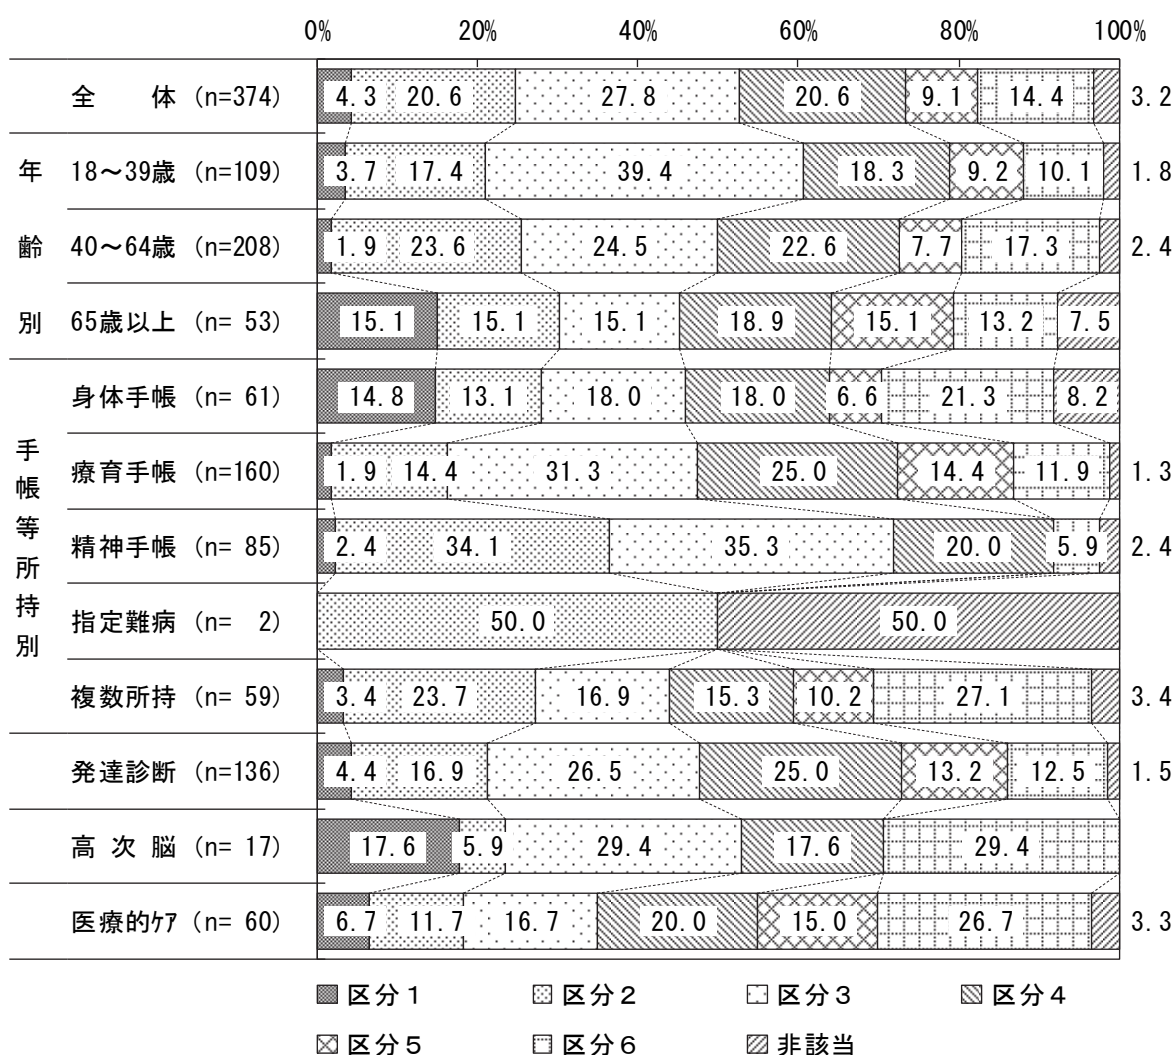 0% 20% 40% 60% 80% 100%
全体 (n=374) 4.3 20.6 27.8 20.6 9.1 14.4 3.2
年齢別
18～39歳 (n=109) 3.7 17.4 39.4 18.3 9.2 10.1 1.8
40～64歳 (n=208) 1.9 23.6 24.5 22.6 7.7 17.3 2.4
65歳以上 (n= 53) 15.1 15.1 15.1 18.9 15.1 13.2 7.5
手帳等所持別
身体手帳 (n= 61) 14.8 13.1 18.0 18.0 6.6 21.3 8.2
療育手帳 (n=160) 1.9 14.4 31.3 25.0 14.4 11.9 1.3
精神手帳 (n= 85) 2.4 34.1 35.3 20.0 5.9 2.4
指定難病 (n= 2) 50.0 50.0
複数所持 (n= 59) 3.4 23.7 16.9 15.3 10.2 27.1 3.4
発達診断 (n=136) 4.4 16.9 26.5 25.0 13.2 12.5 1.5
高次脳 (n= 17) 17.6 5.9 29.4 17.6 29.4
医療的ｹｱ (n= 60) 6.7 11.7 16.7 20.0 15.0 26.7 3.3
区分１ 区分２ 区分３ 区分４
区分５ 区分６ 非該当